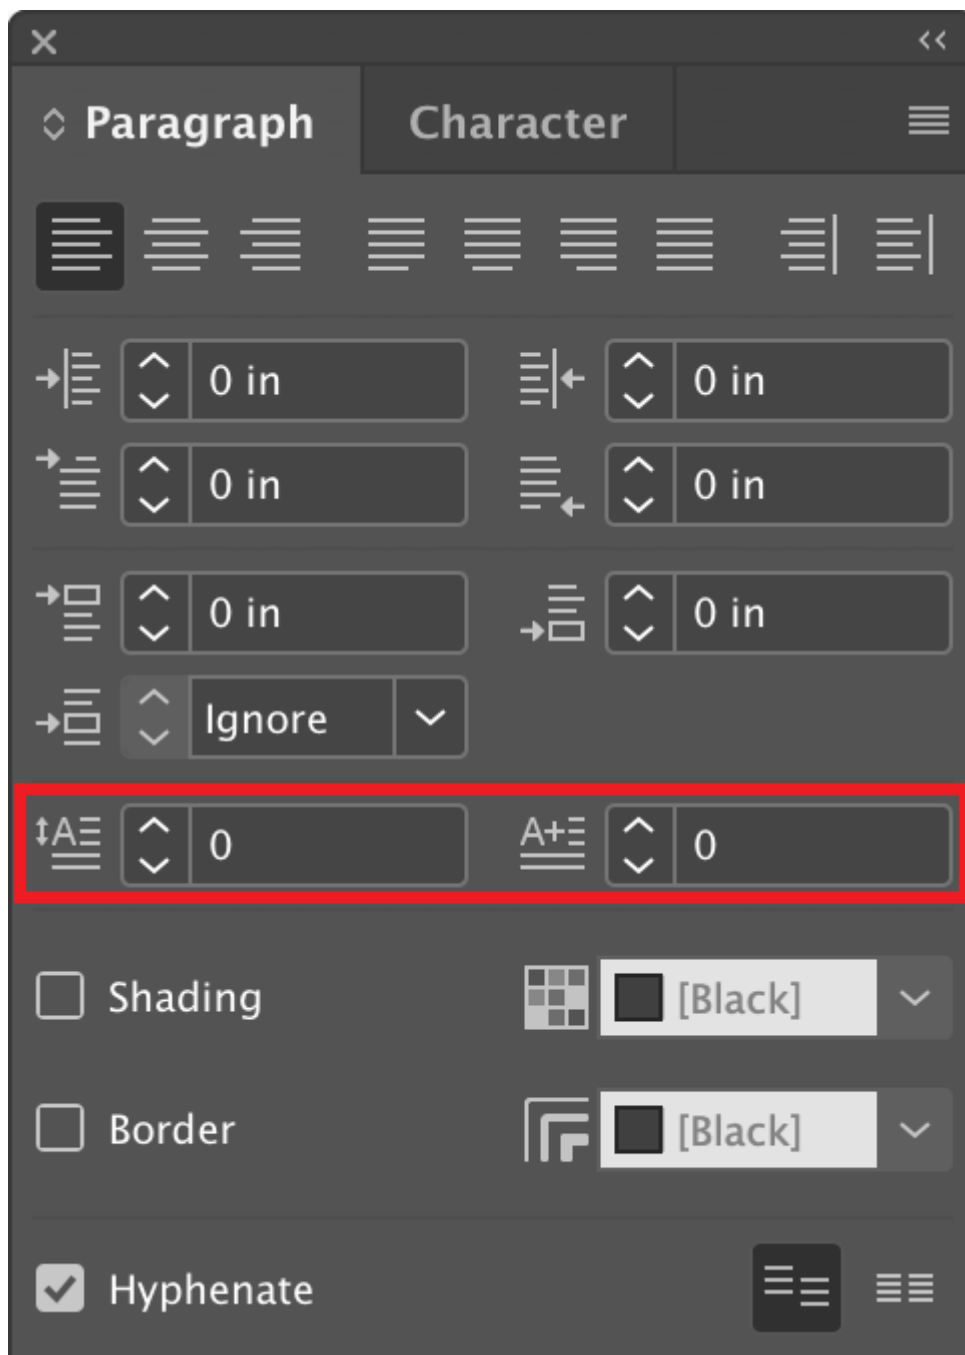 Paragraph Character
0 in 0 in
0 in 0 in
0 in 0 in
Ignore
0 0
Shading [Black]
Border [Black]
Hyphenate